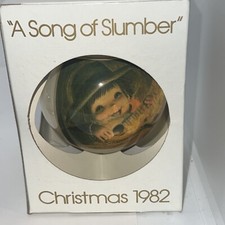 "A Song of Slumber"
Christmas 1982